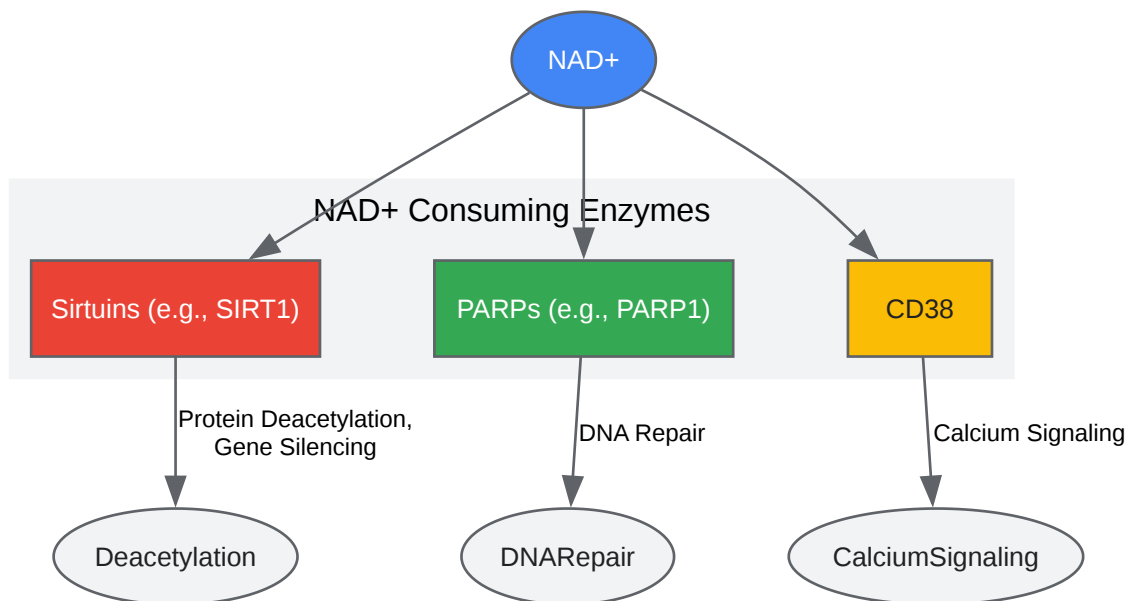 NAD+
NAD+ Consuming Enzymes
Sirtuins (e.g., SIRT1)
PARPs (e.g., PARP1)
CD38
Protein Deacetylation,
Gene Silencing
DNA Repair
Calcium Signaling
Deacetylation
DNARepair
CalciumSignaling